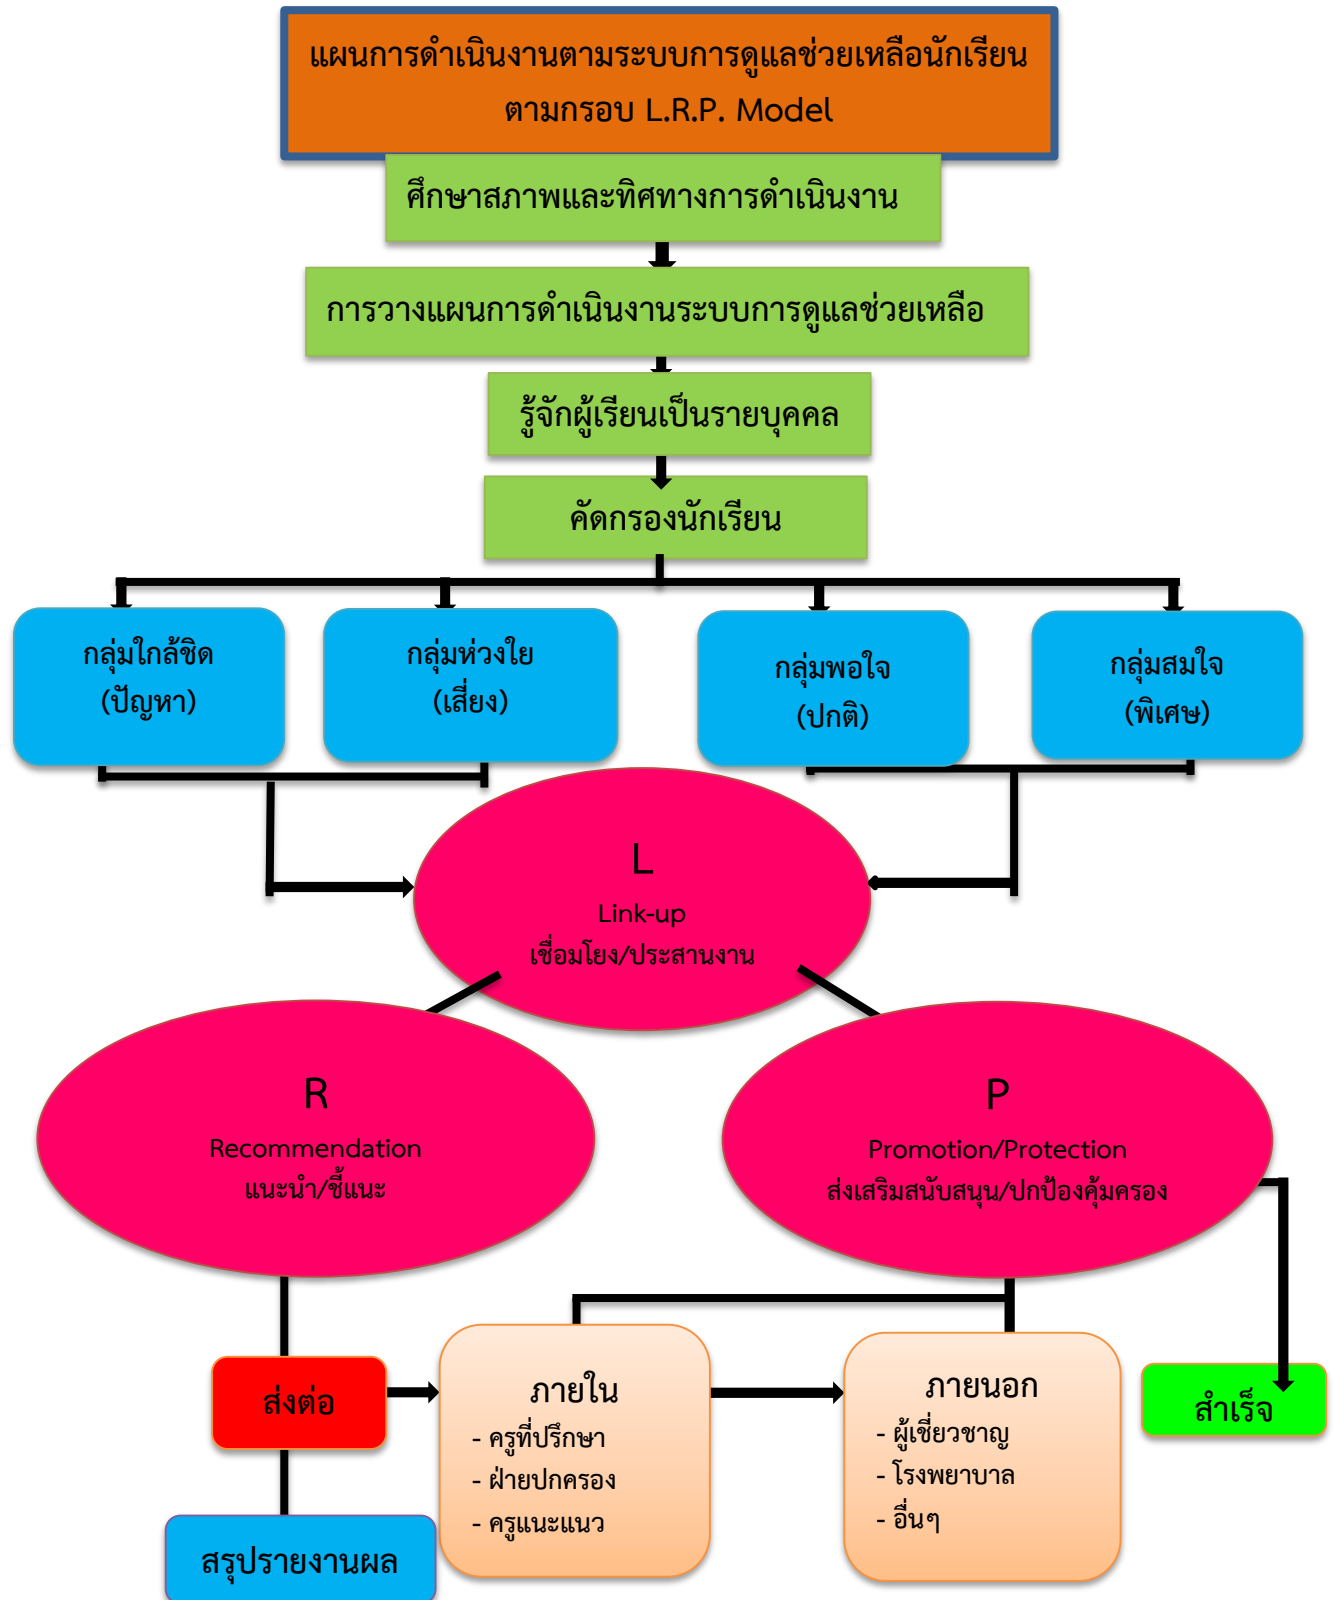 แผนการดำเนินงานตามระบบการดูแลช่วยเหลือนักเรียน
ตามกรอบ L.R.P. Model
ศึกษาสภาพและทิศทางการดำเนินงาน
การวางแผนการดำเนินงานระบบการดูแลช่วยเหลือ
รู้จักผู้เรียนเป็นรายบุคคล
คัดกรองนักเรียน
กลุ่มใกล้ชิด
(ปัญหา)
กลุ่มห่วงใย
(เสี่ยง)
กลุ่มพอใจ
(ปกติ)
กลุ่มสมใจ
(พิเศษ)
L
Link-up
เชื่อมโยง/ประสานงาน
R
Recommendation
แนะนำ/ชี้แนะ
P
Promotion/Protection
ส่งเสริมสนับสนุน/ปกป้องคุ้มครอง
ส่งต่อ
ภายใน
- ครูที่ปรึกษา
- ฝ่ายปกครอง
- ครูแนะแนว
ภายนอก
- ผู้เชี่ยวชาญ
- โรงพยาบาล
- อื่นๆ
สำเร็จ
สรุปรายงานผล